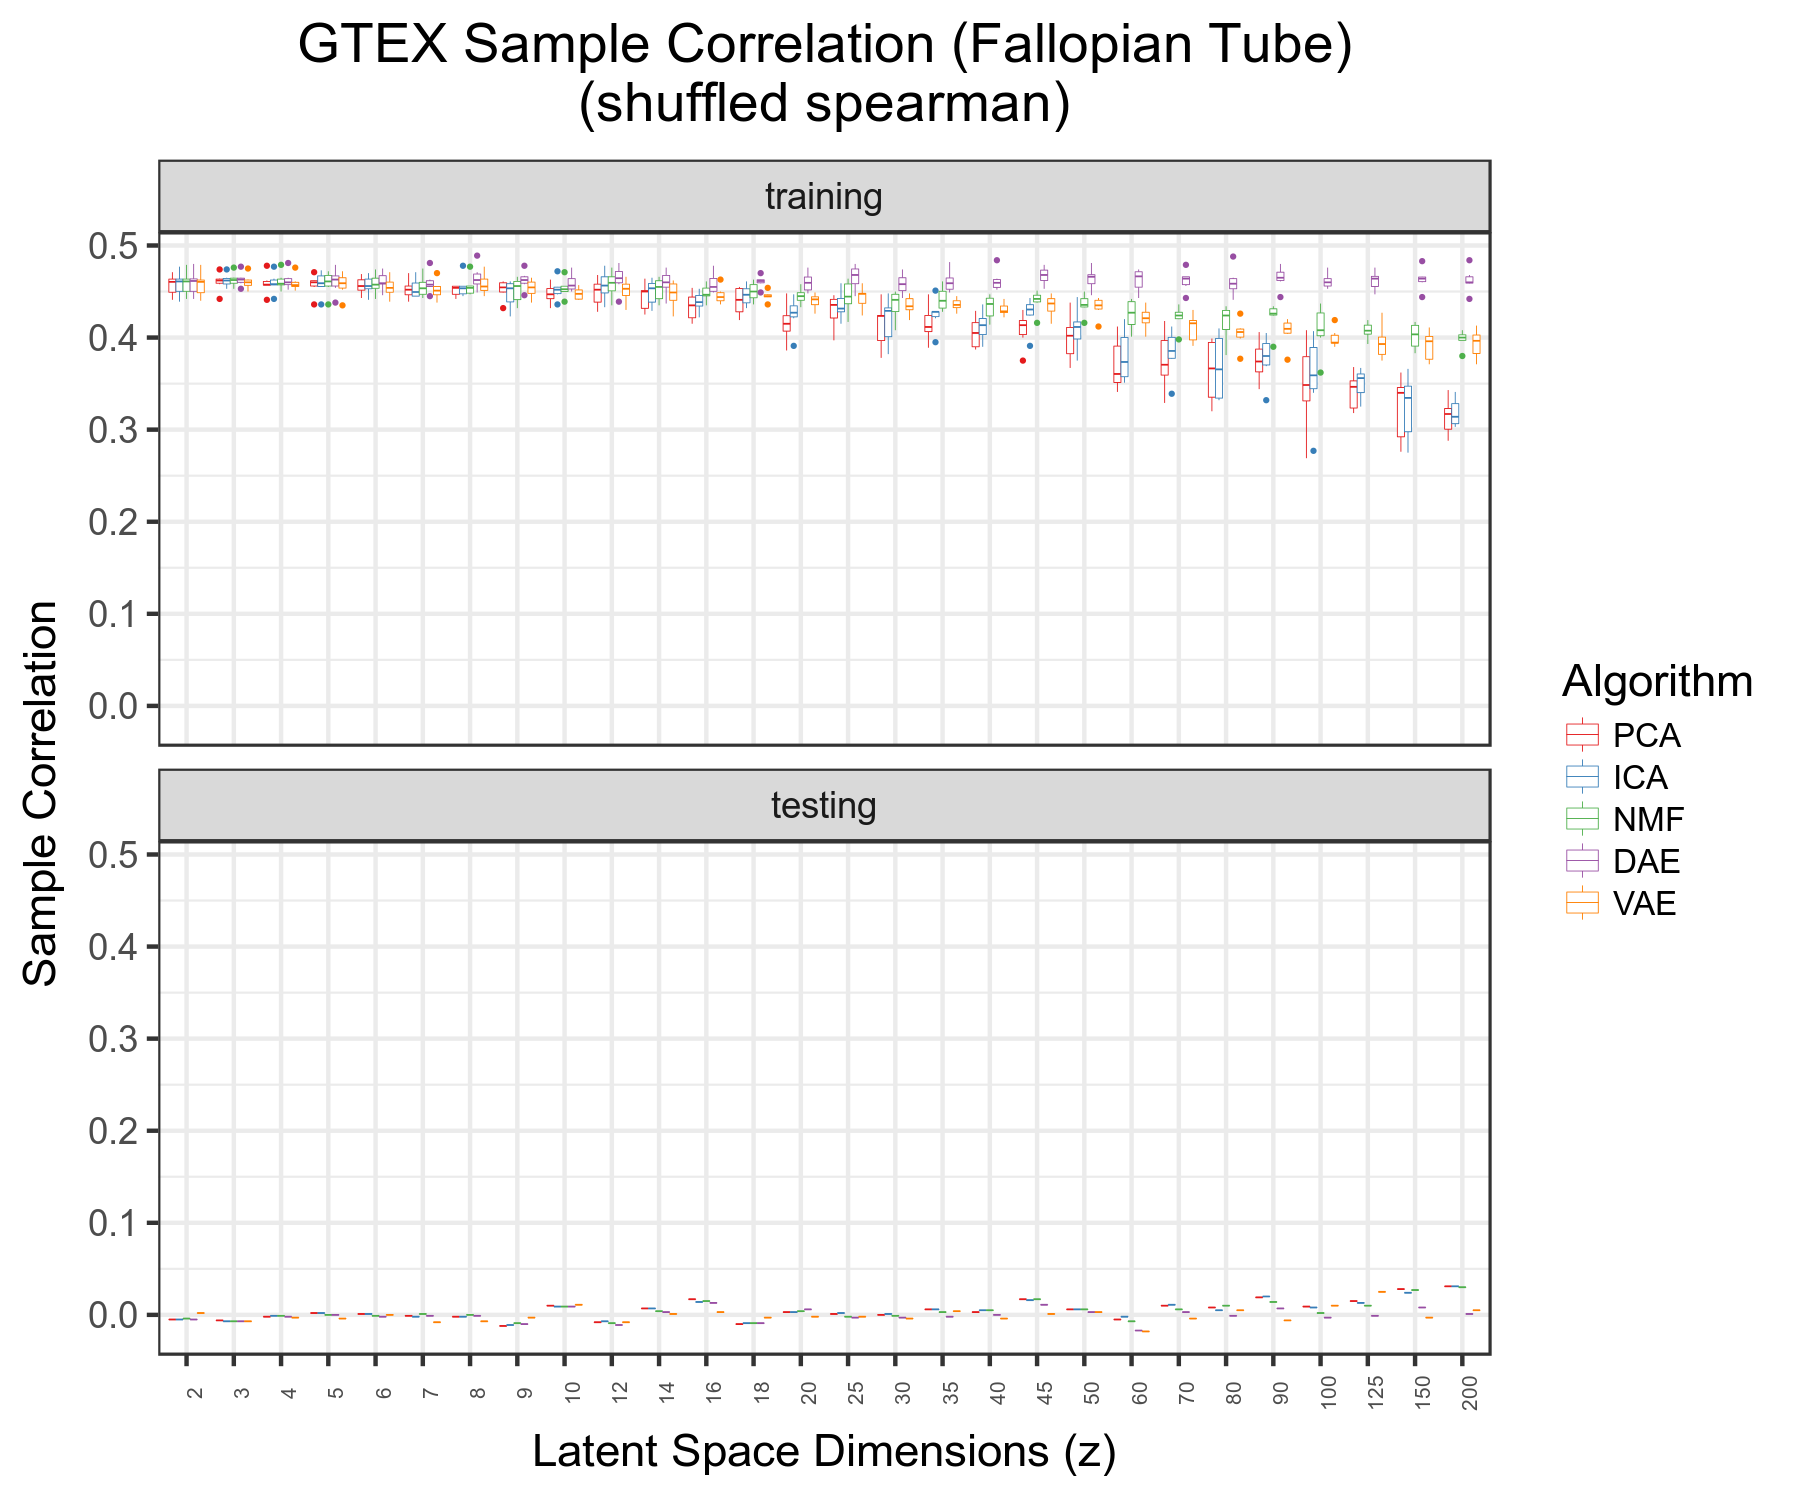 GTEX Sample Correlation (Fallopian Tube)
(shuffled spearman)
training
0.5
0.4
0.3
0.2
0.1
0.0
testing
0.5
0.4
0.3
0.2
0.1
0.0
Sample Correlation
2 3 4 5 6 7 8 9 10 12 14 16 18 20 25 30 35 40 45 50 60 70 80 90 100 125 150 200
Latent Space Dimensions (z)
Algorithm
PCA
ICA
NMF
DAE
VAE